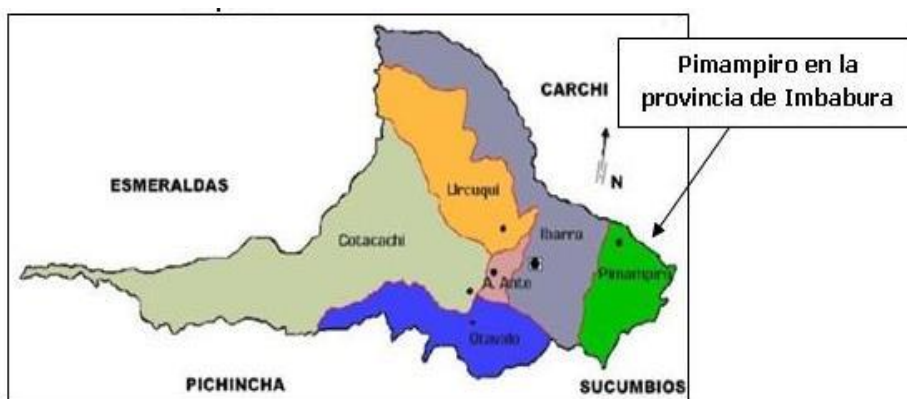 Pimampiro en la
provincia de Imbabura
CARCHI
N
ESMERALDAS
Urcuqui
Cotacachi
Ibarra
A. Ante
Pimampiro
Otavalo
PICHINCHA
SUCUMBIOS